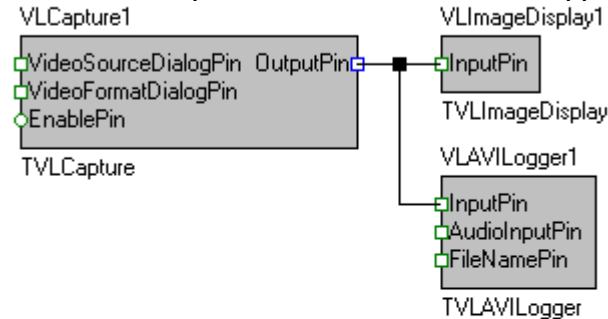 VLCapture1
VideoSourceDialogPin OutputPin
VideoFormatDialogPin
EnablePin
TVLCapture
VLImageDisplay1
InputPin
TVLImageDisplay
VLAVILogger1
InputPin
AudioInputPin
FileNamePin
TVLAVILogger